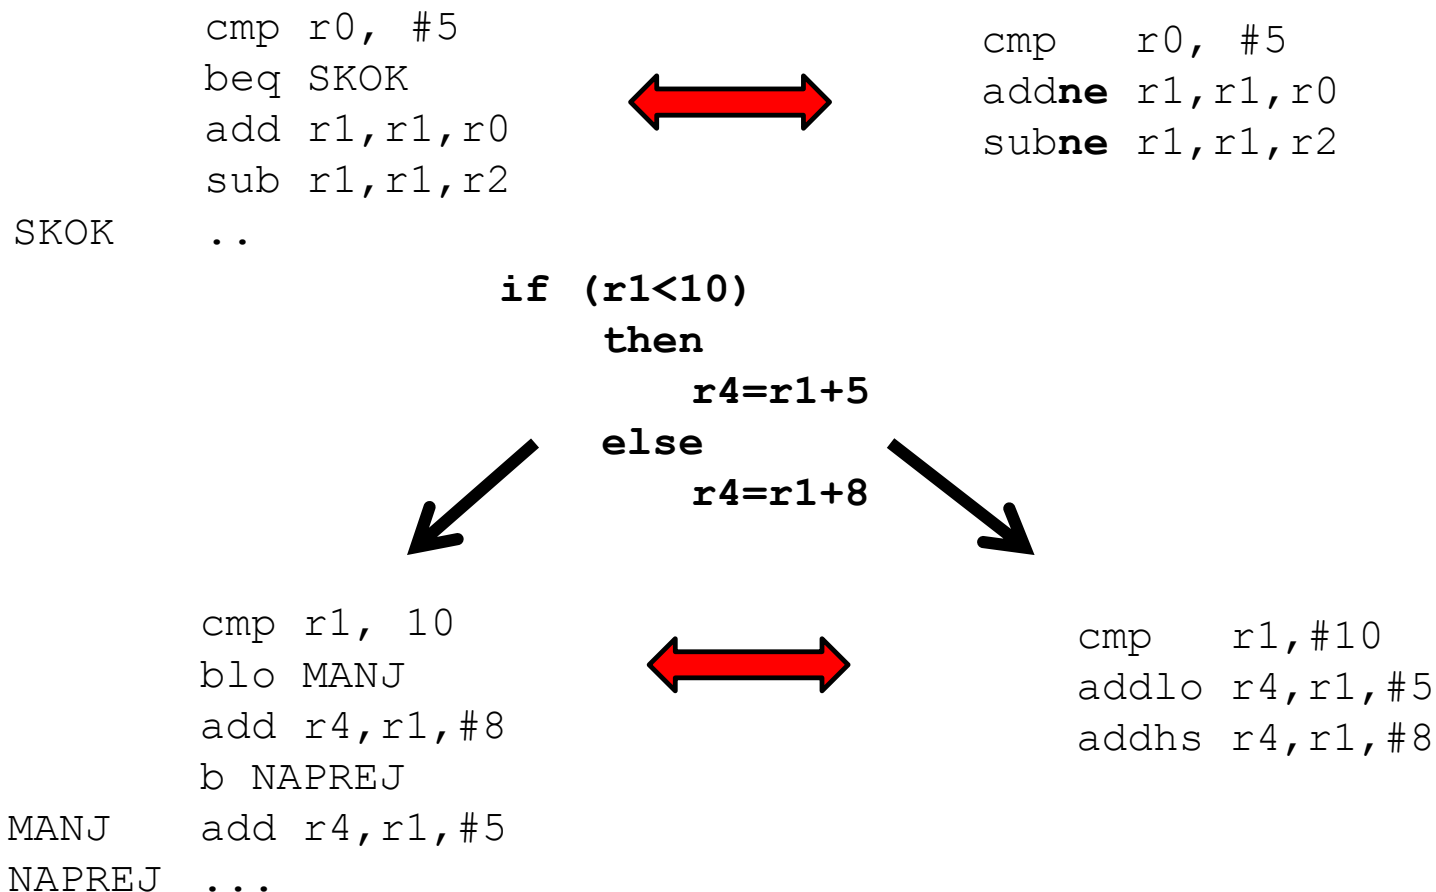 cmp r0, #5
beq SKOK
add r1,r1,r0
sub r1,r1,r2
SKOK ..
cmp r0, #5
addne r1,r1,r0
subne r1,r1,r2
if (r1<10)
then
r4=r1+5
else
r4=r1+8
cmp r1, 10
blo MANJ
add r4,r1,#8
b NAPREJ
MANJ add r4,r1,#5
NAPREJ ...
cmp r1,#10
addlo r4,r1,#5
addhs r4,r1,#8